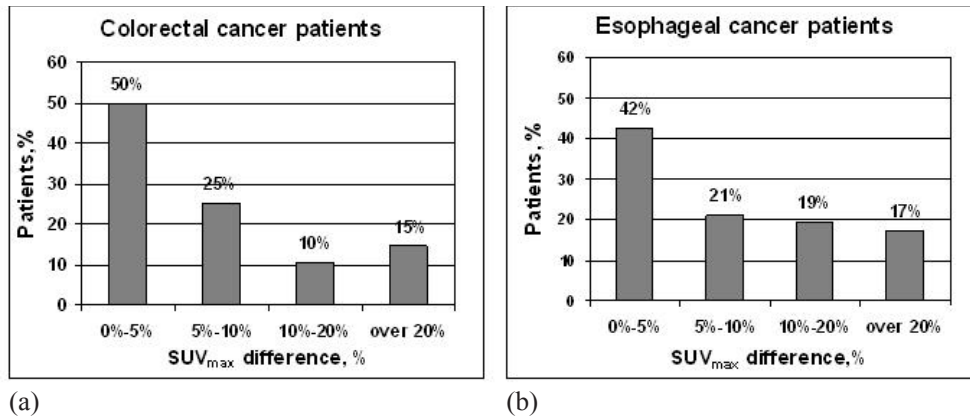 Colorectal cancer patients
60
50
40
30
20
10
0
Patients,%
50%
25%
10%
15%
0%-5% 5%-10% 10%-20% over 20%
SUVmax difference, %
(a)
Esophageal cancer patients
60
50
40
30
20
10
0
Patients, %
42%
21%
19%
17%
0%-5% 5%-10% 10%-20% over 20%
SUVmax difference,%
(b)